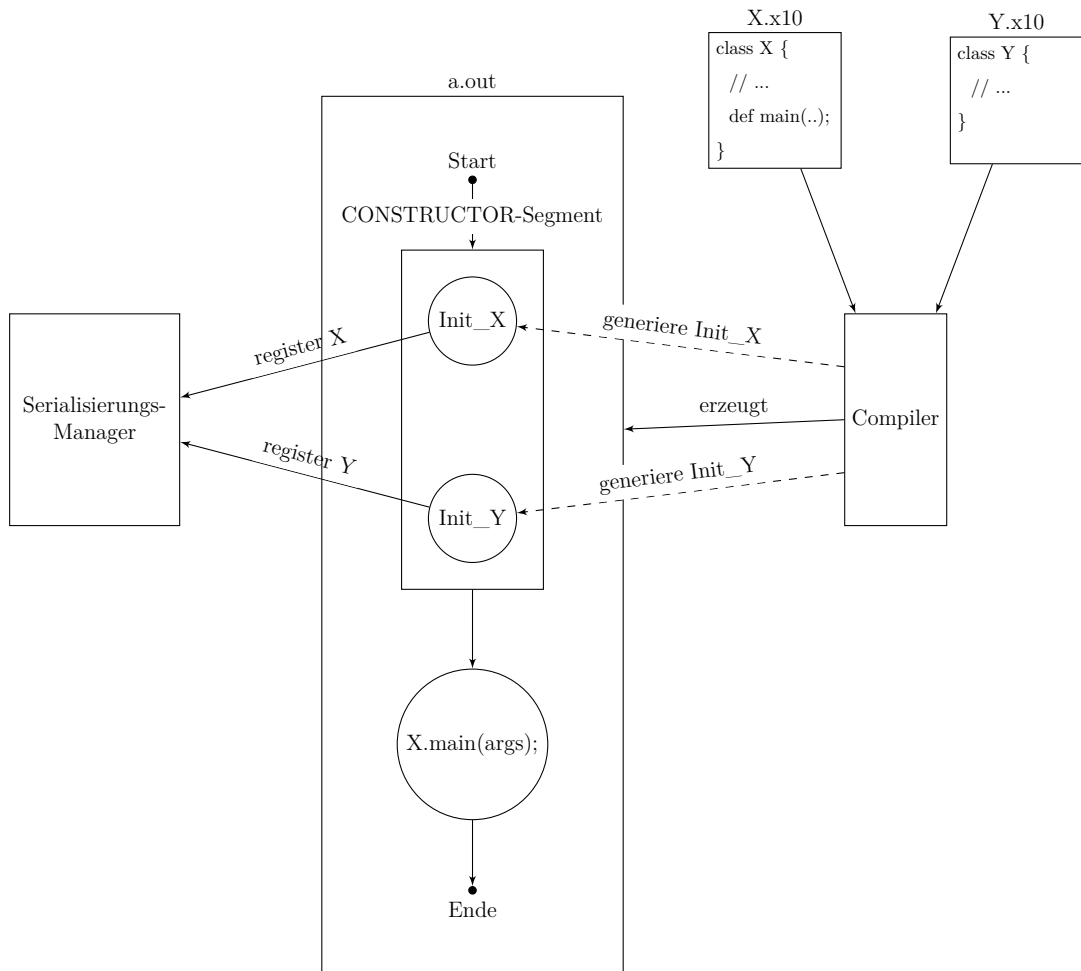 X.x10
class X {
// ...
def main(..);
}
Y.x10
class Y {
// ...
}
a.out
Start
CONSTRUCTOR-Segment
Init_X
generiere Init_X
register X
Serialisierungs-
Manager
erzeugt
Compiler
register Y
generiere Init_Y
Init_Y
X.main(args);
Ende